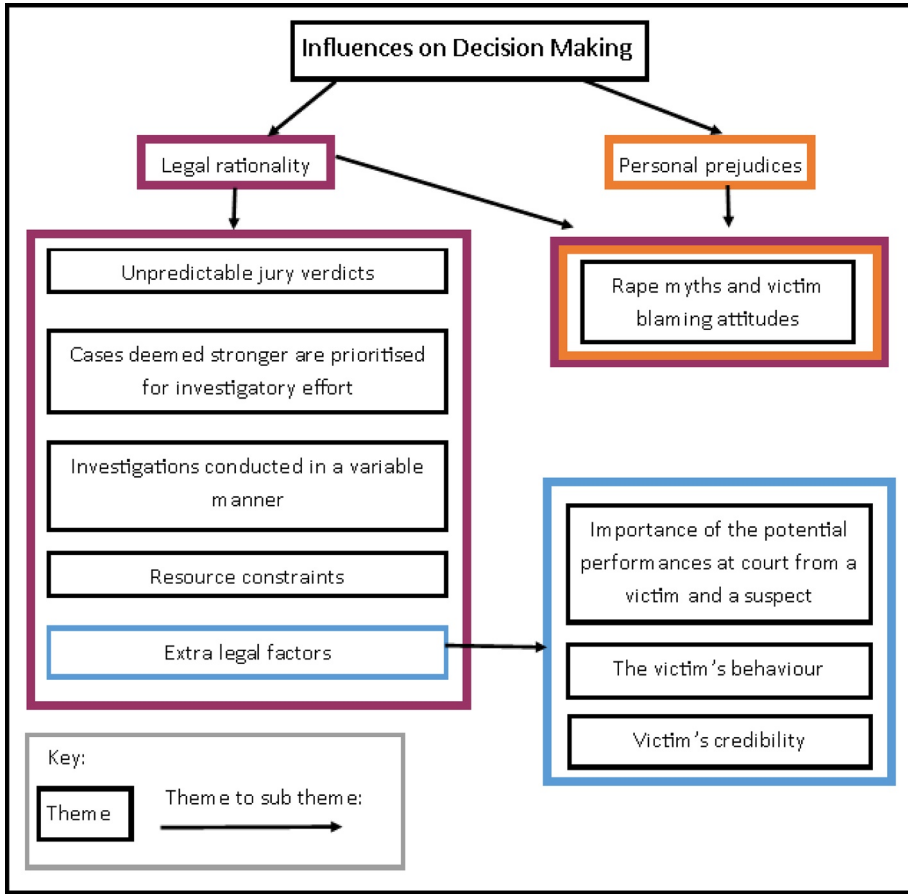 Influences on Decision Making
Legal rationality
Personal prejudices
Unpredictable jury verdicts
Cases deemed stronger are prioritised
for investigatory effort
Investigations conducted in a variable
manner
Resource constraints
Extra legal factors
Rape myths and victim
blaming attitudes
Importance of the potential
performances at court from a
victim and a suspect
The victim's behaviour
Victim's credibility
Key:
Theme
Theme to sub theme: